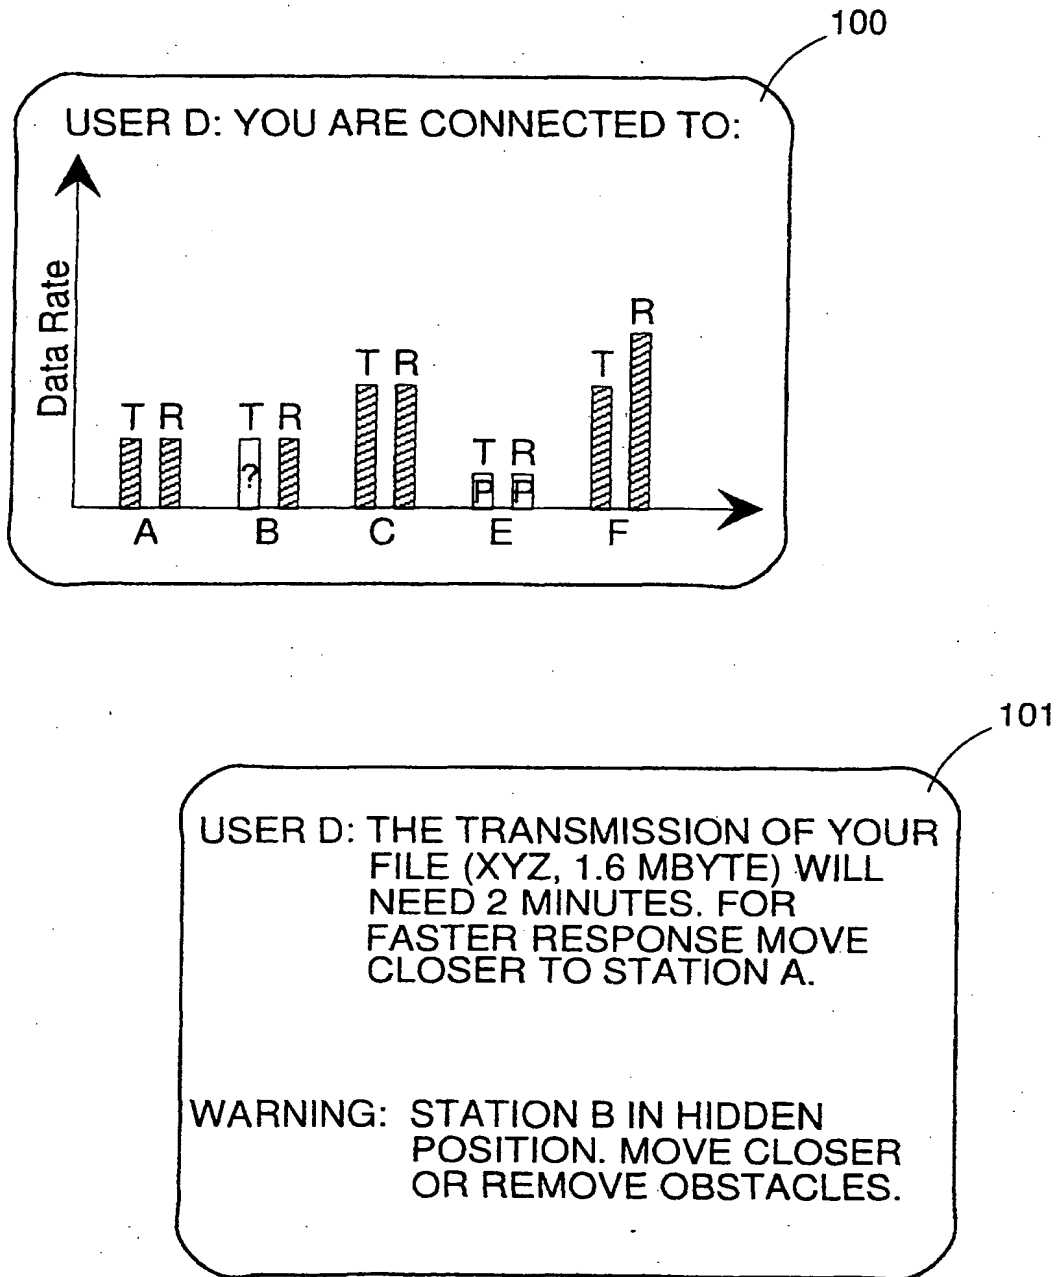 100
USER D: YOU ARE CONNECTED TO:
Data Rate
R
T R T
T R T R T R
? P P
A B C E F
101
USER D: THE TRANSMISSION OF YOUR
FILE (XYZ, 1.6 MBYTE) WILL
NEED 2 MINUTES. FOR
FASTER RESPONSE MOVE
CLOSER TO STATION A.
WARNING: STATION B IN HIDDEN
POSITION. MOVE CLOSER
OR REMOVE OBSTACLES.